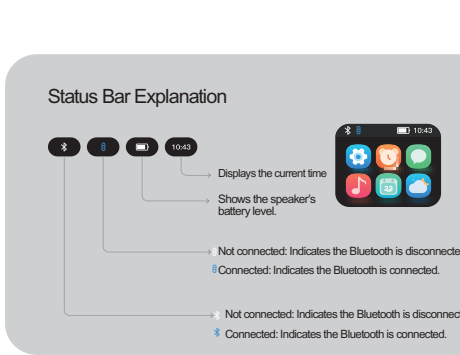 Status Bar Explanation
10:43
10:43
Displays the current time
Shows the speaker's
battery level.
Not connected: Indicates the Bluetooth is
Connected: Indicates the Bluetooth is connected.
Not connected: Indicates the Bluetooth is
Connected: Indicates the Bluetooth is connected.